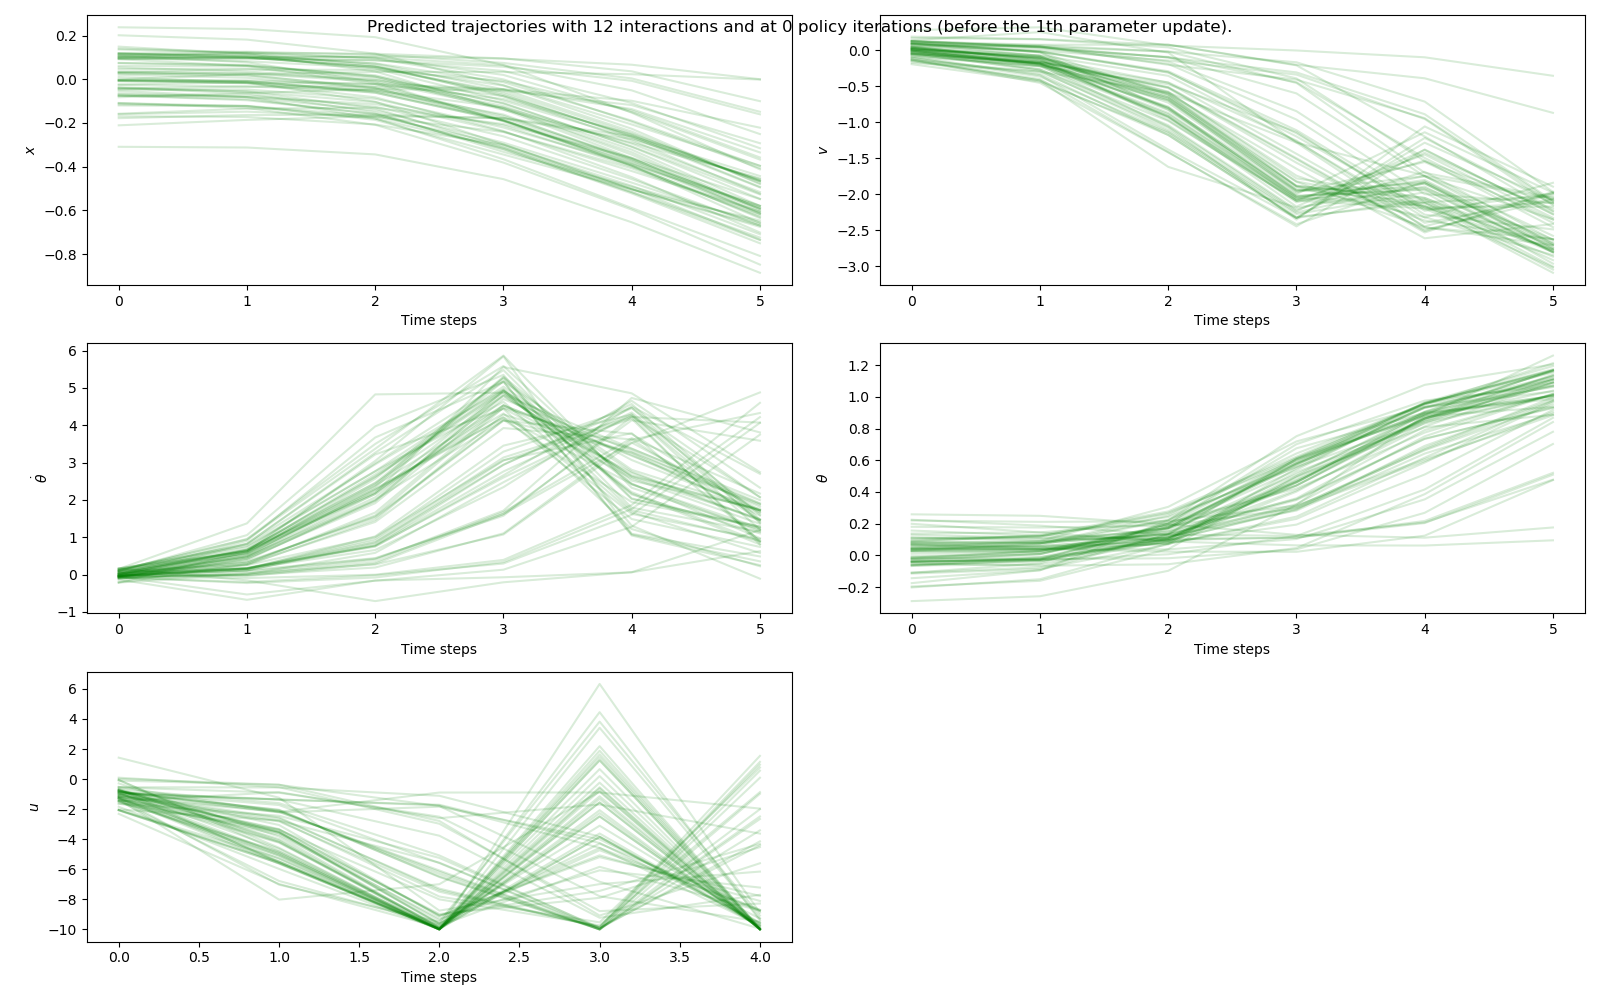 Predicted trajectories with 12 interactions and at 0 policy iterations (before the 1th parameter update).
0.2
0.0
−0.2
−0.4
−0.6
−0.8
x
0 1 2 3 4 5
Time steps
0.0
−0.5
−1.0
−1.5
−2.0
−2.5
−3.0
v
0 1 2 3 4 5
Time steps
6
5
4
3
2
1
0
−1
θ̇
0 1 2 3 4 5
Time steps
1.2
1.0
0.8
0.6
0.4
0.2
0.0
−0.2
θ
0 1 2 3 4 5
Time steps
6
4
2
0
−2
−4
−6
−8
−10
u
0.0 0.5 1.0 1.5 2.0 2.5 3.0 3.5 4.0
Time steps